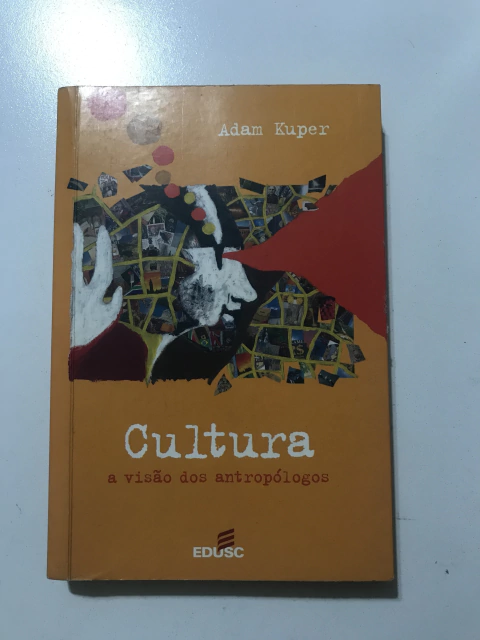 Adam Kuper
Cultura
a visão dos antropólogos
EDUSC